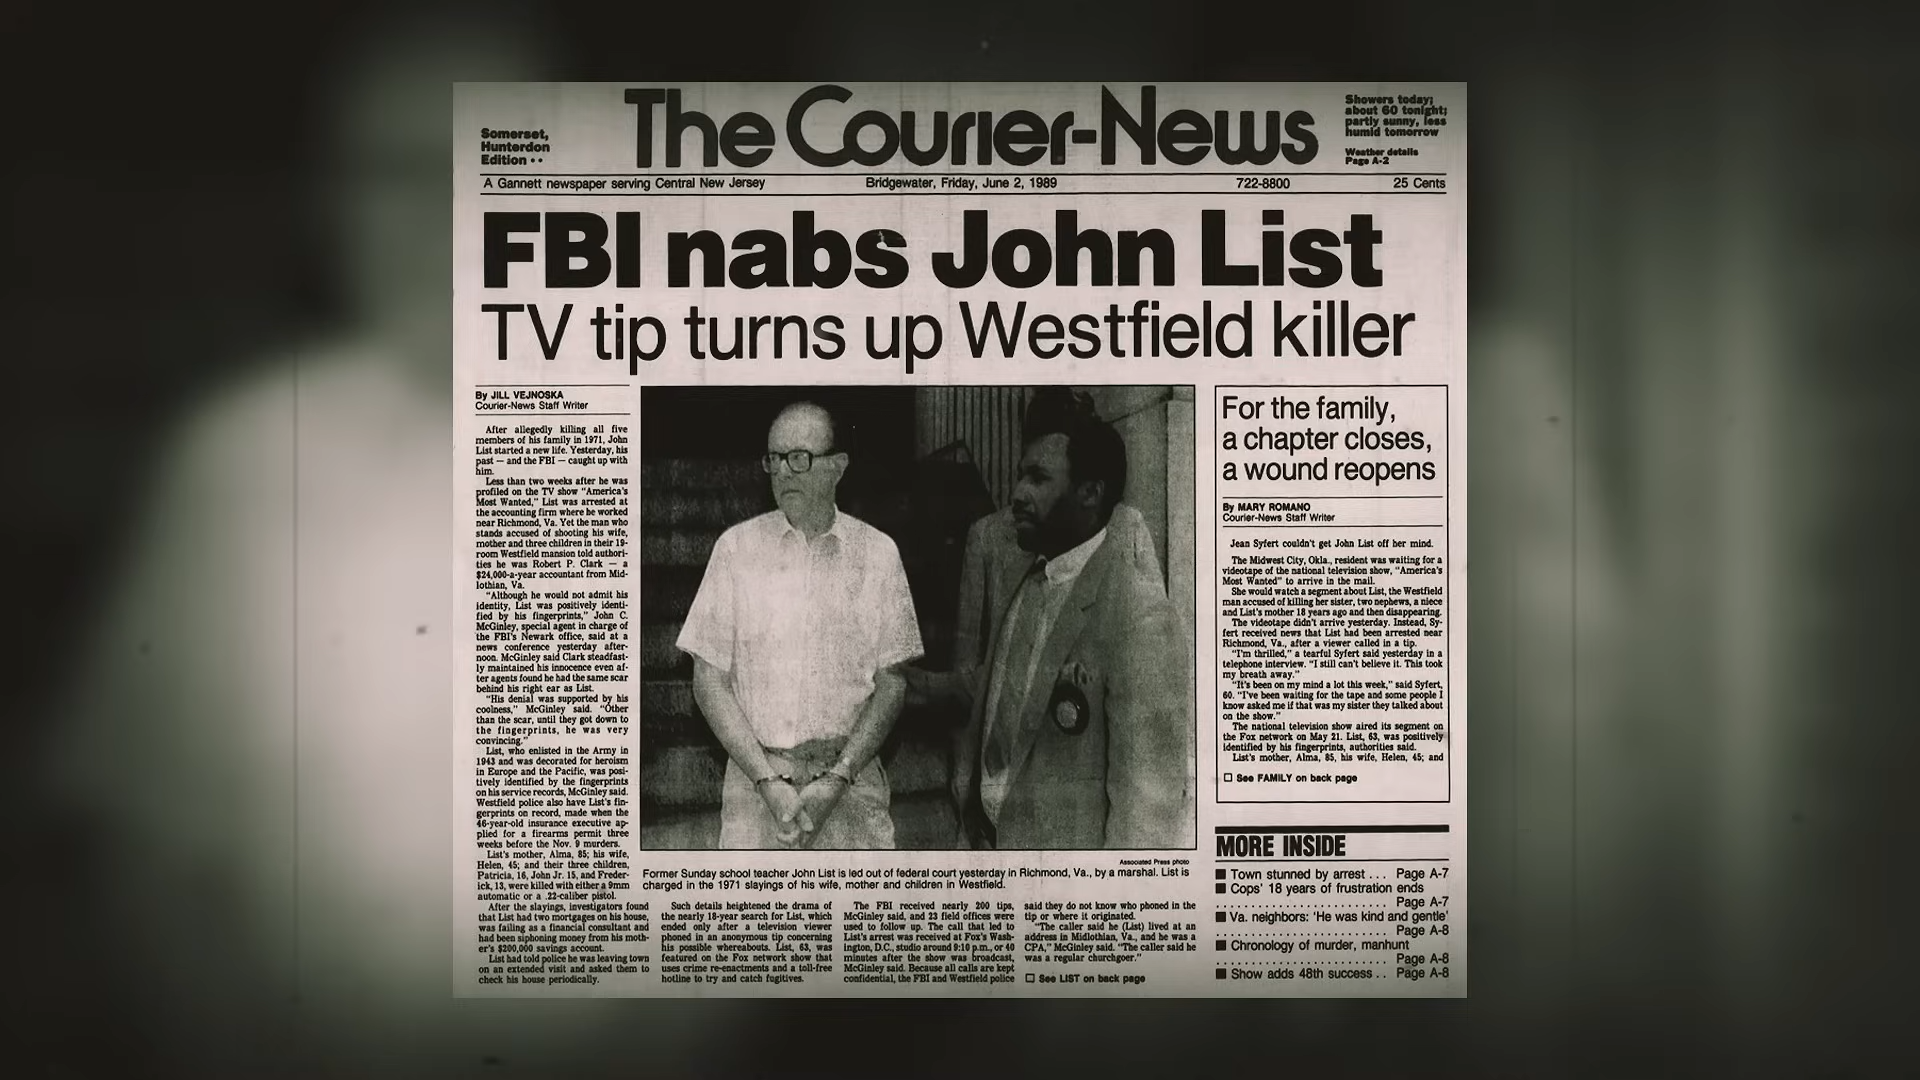 Somerset,
Hunterdon
Edition ••
The Courier-News
Showers today;
about 60 tonight;
partly sunny, less
humid tomorrow
Weather details
Page A-2
A Gannett newspaper serving Central New Jersey
Bridgewater, Friday, June 2, 1989
722-8800
25 Cents
FBI nabs John List
TV tip turns up Westfield killer
By JILL VEJNOSKA
Courier-News Staff Writer
After allegedly killing all five
members of his family in 1971, John
List started a new life. Yesterday, his
past — and the FBI — caught up with
him.
Less than two weeks after he was
profiled on the TV show "America's
Most Wanted," List was arrested at
the accounting firm where he worked
near Richmond, Va. Yet the man who
stands accused of shooting his wife,
mother and three children in their 19-
room Westfield mansion told authori-
ties he was Robert P. Clark — a
$24,000-a-year accountant from Mid-
lothian, Va.
"Although he would not admit his
identity, List was positively identi-
fied by his fingerprints," John C.
McGinley, special agent in charge of
the FBI's Newark office, said at a
news conference yesterday after-
noon. McGinley said Clark steadfast-
ly maintained his innocence even af-
ter agents found he had the same scar
behind his right ear as List.
"His denial was supported by his
coolness," McGinley said. "Other
than the scar, until they got down to
the fingerprints, he was very
convincing."
List, who enlisted in the Army in
1943 and was decorated for heroism
in Europe and the Pacific, was posi-
tively identified by the fingerprints
on his service records, McGinley said.
Westfield police also have List's fin-
gerprints on record, made when the
46-year-old insurance executive ap-
plied for a firearms permit three
weeks before the Nov. 9 murders.
List's mother, Alma, 85; his wife,
Helen, 45; and their three children,
Patricia, 16, John Jr. 15, and Freder-
ick, 13, were killed with either a 9mm
automatic or a .22-caliber pistol.
After the slayings, investigators found
that List had two mortgages on his house,
was failing as a financial consultant and
had been siphoning money from his moth-
er's $200,000 savings account.
List had told police he was leaving town
on an extended visit and asked them to
check his house periodically.
Associated Press photo
Former Sunday school teacher John List is led out of federal court yesterday in Richmond, Va., by a marshal. List is
charged in the 1971 slayings of his wife, mother and children in Westfield.
Such details heightened the drama of
the nearly 18-year search for List, which
ended only after a television viewer
phoned in an anonymous tip concerning
his possible whereabouts. List, 63, was
featured on the Fox network show that
uses crime re-enactments and a toll-free
hotline to try and catch fugitives.
The FBI received nearly 200 tips,
McGinley said, and 23 field offices were
used to follow up. The call that led to
List's arrest was received at Fox's Wash-
ington, D.C., studio around 9:10 p.m., or 40
minutes after the show was broadcast,
McGinley said. Because all calls are kept
confidential, the FBI and Westfield police
said they do not know who phoned in the
tip or where it originated.
"The caller said he (List) lived at an
address in Midlothian, Va., and he was a
CPA," McGinley said. "The caller said he
was a regular churchgoer."
☐ See LIST on back page
For the family,
a chapter closes,
a wound reopens
By MARY ROMANO
Courier-News Staff Writer
Jean Syfert couldn't get John List off her mind.
The Midwest City, Okla., resident was waiting for a
videotape of the national television show, "America's
Most Wanted" to arrive in the mail.
She would watch a segment about List, the Westfield
man accused of killing her sister, two nephews, a niece
and List's mother 18 years ago and then disappearing.
The videotape didn't arrive yesterday. Instead, Sy-
fert received news that List had been arrested near
Richmond, Va., after a viewer called in a tip.
"I'm thrilled," a tearful Syfert said yesterday in a
telephone interview. "I still can't believe it. This took
my breath away."
"It's been on my mind a lot this week," said Syfert,
60. "I've been waiting for the tape and some people I
know asked me if that was my sister they talked about
on the show."
The national television show aired its segment on
the Fox network on May 21. List, 63, was positively
identified by his fingerprints, authorities said.
List's mother, Alma, 85, his wife, Helen, 45; and
☐ See FAMILY on back page
MORE INSIDE
■ Town stunned by arrest ... Page A-7
■ Cops' 18 years of frustration ends
................ Page A-7
■ Va. neighbors: 'He was kind and gentle'
................ Page A-8
■ Chronology of murder, manhunt
................ Page A-8
■ Show adds 48th success .. Page A-8